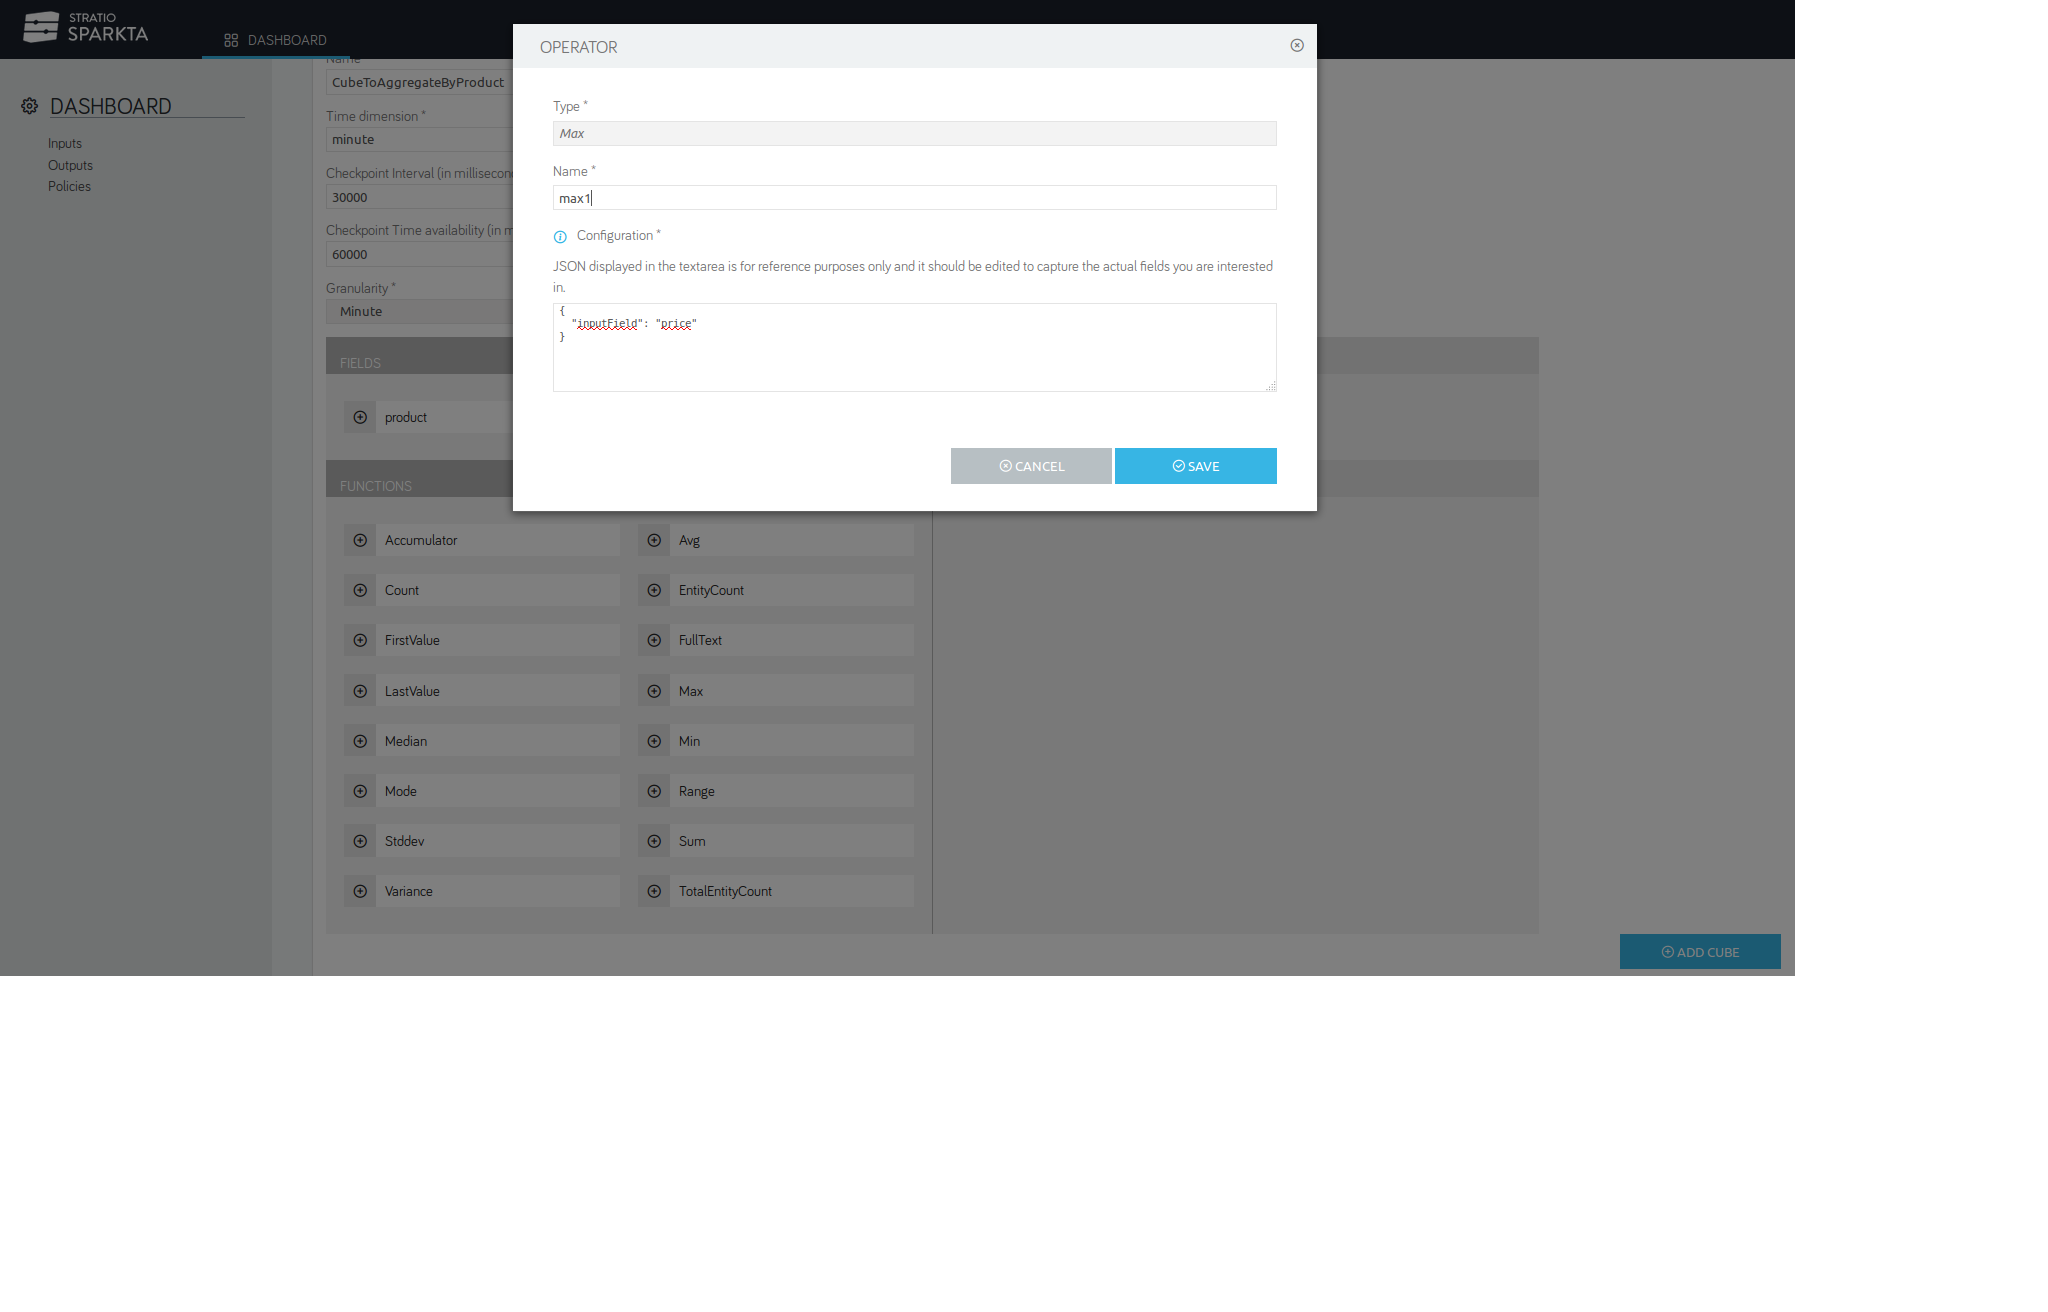 STRATIO
SPARKTA
DASHBOARD
DASHBOARD
Inputs
Outputs
Policies
Name
CubeToAggregateByProduct
Time dimension *
minute
Checkpoint Interval (in millisecon
30000
Checkpoint Time availability (in m
60000
Granularity *
Minute
FIELDS
product
FUNCTIONS
Accumulator
Avg
Count
EntityCount
FirstValue
FullText
LastValue
Max
Median
Min
Mode
Range
Stddev
Sum
Variance
TotalEntityCount
ADD CUBE
OPERATOR
Type *
Max
Name *
max1
Configuration *
JSON displayed in the textarea is for reference purposes only and it should be edited to capture the actual fields you are interested
in.
{
"inputField": "price"
}
CANCEL
SAVE